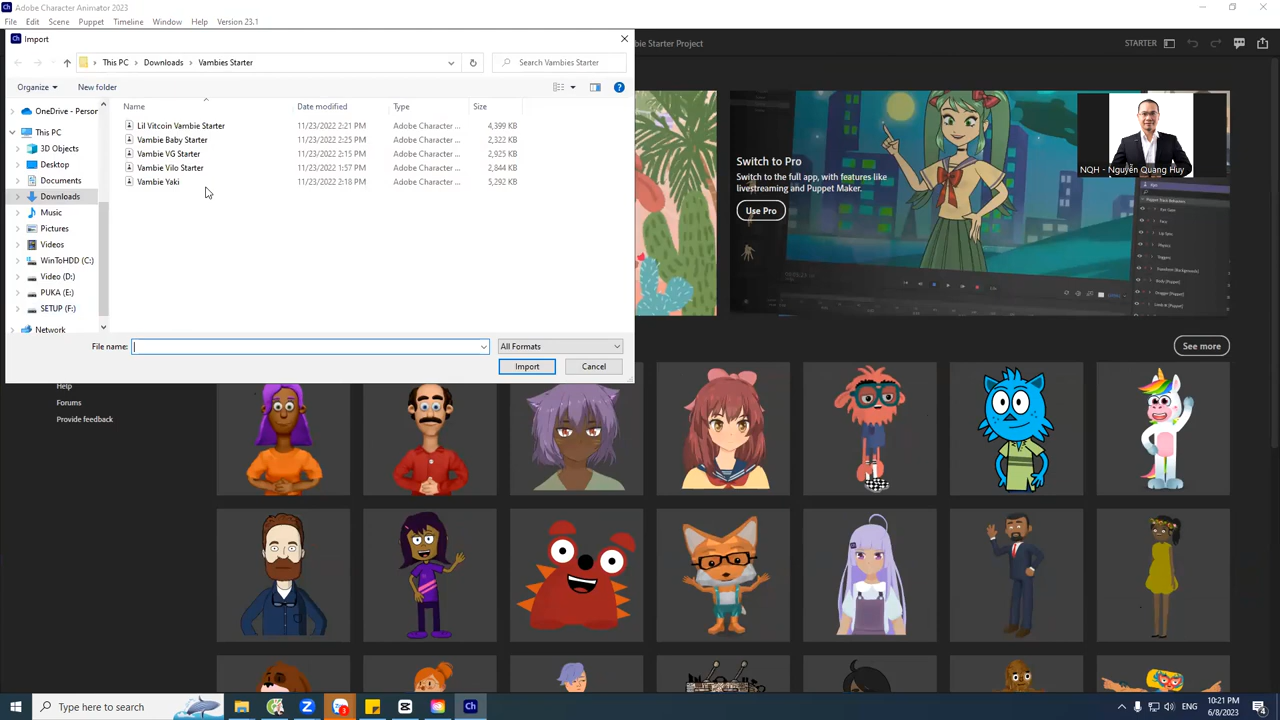 Adobe Character Animator 2023
File Edit Scene Puppet Timeline Window Help Version 23.1
Import
This PC > Downloads > Vambies Starter
Search Vambies Starter
Organize New folder
Name Date modified Type Size
Lil Vitcoin Vambie Starter 11/23/2022 2:21 PM Adobe Character ... 4,399 KB
Vambie Baby Starter 11/23/2022 2:25 PM Adobe Character ... 2,322 KB
Vambie VG Starter 11/23/2022 2:15 PM Adobe Character ... 2,925 KB
Vambie Vilo Starter 11/23/2022 1:57 PM Adobe Character ... 2,844 KB
Vambie Yaki 11/23/2022 2:18 PM Adobe Character ... 5,292 KB
OneDrive - Person
This PC
3D Objects
Desktop
Documents
Downloads
Music
Pictures
Videos
WinToHDD (C:)
Video (D:)
PUKA (E:)
SETUP (F:)
Network
File name:
All Formats
Import Cancel
bie Starter Project
STARTER
Switch to Pro
Switch to the full app, with features like
livestreaming and Puppet Maker.
Use Pro
NQH - Nguyễn Quang Huy
See more
Help
Forums
Provide feedback
Type here to search
10:21 PM
6/8/2023